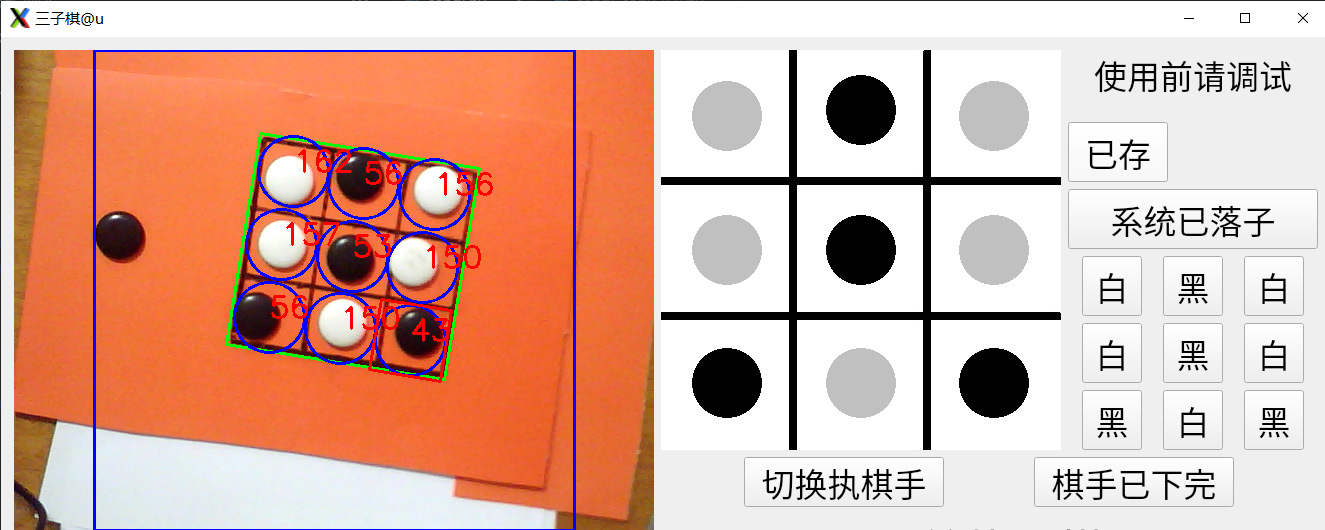 三子棋@u
使用前请调试
162
56
156
已存
157
53
150
系统已落子
56
150
43
白 黑 白
白 黑 白
黑 白 黑
切换执棋手
棋手已下完